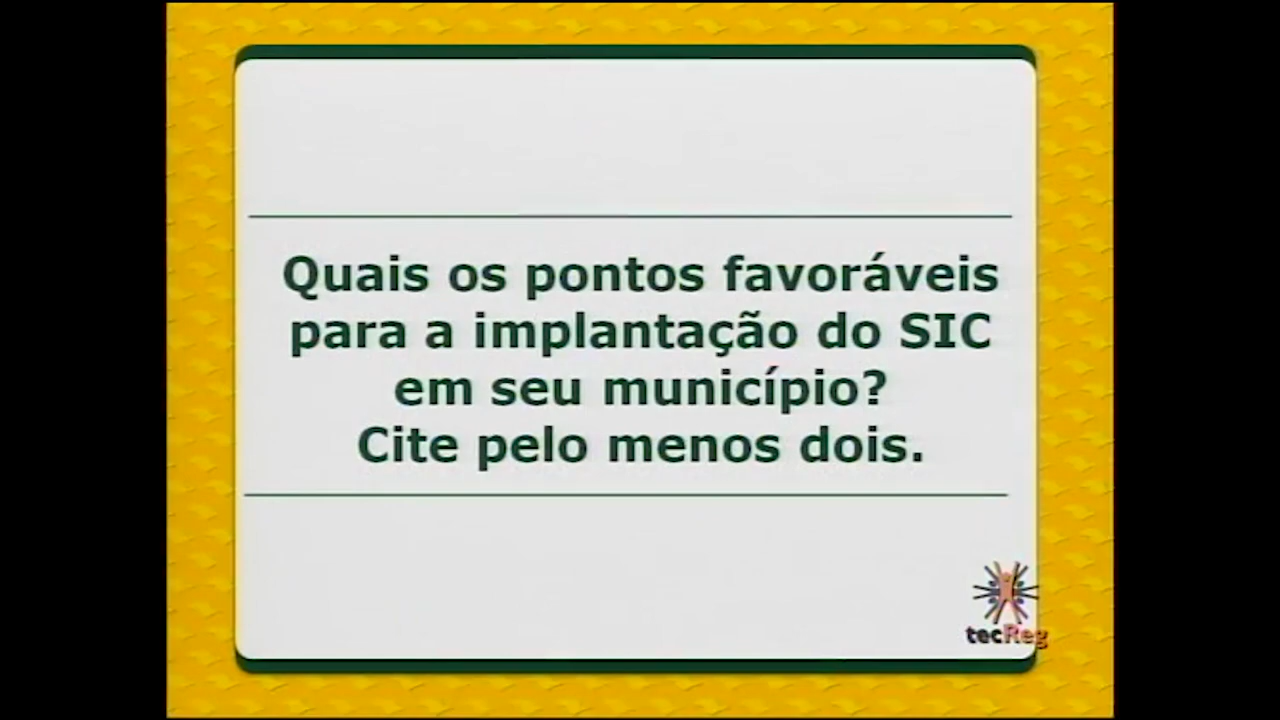 Quais os pontos favoráveis
para a implantação do SIC
em seu município?
Cite pelo menos dois.
tecReg